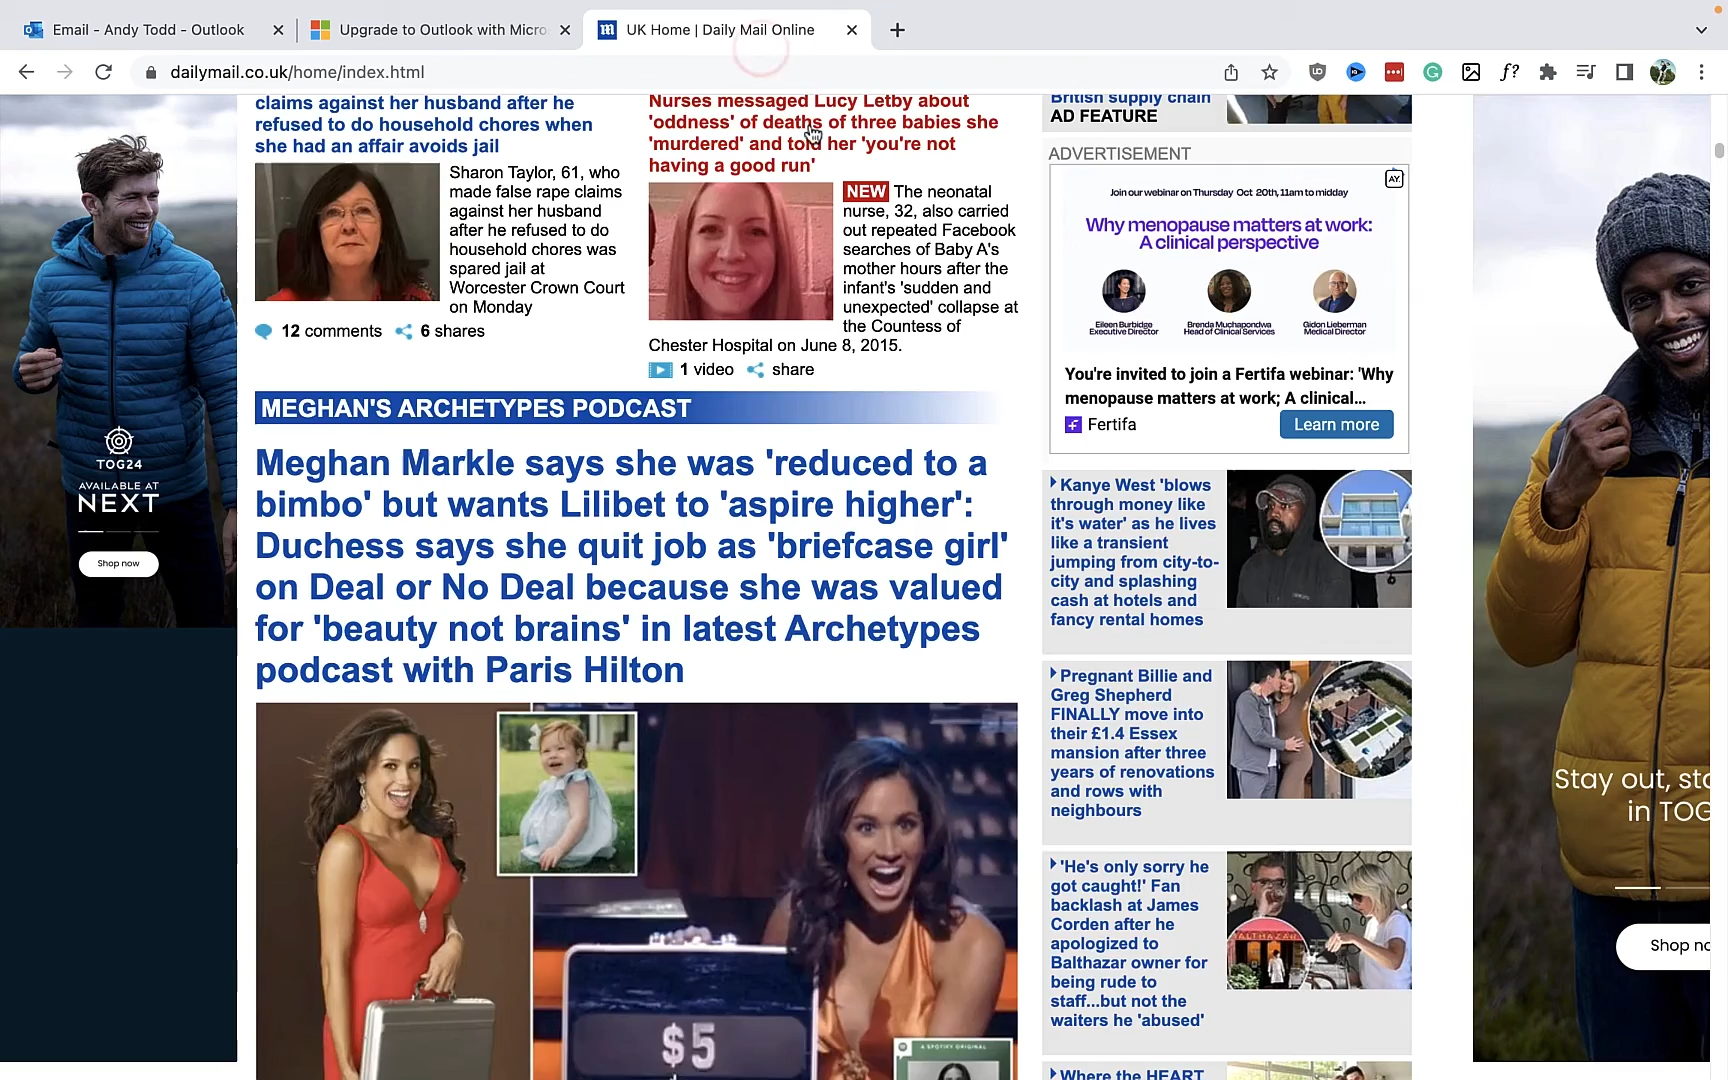 Email - Andy Todd - Outlook
Upgrade to Outlook with Micro
UK Home | Daily Mail Online
dailymail.co.uk/home/index.html
claims against her husband after he
refused to do household chores when
she had an affair avoids jail
Sharon Taylor, 61, who
made false rape claims
against her husband
after he refused to do
household chores was
spared jail at
Worcester Crown Court
on Monday
12 comments 6 shares
Nurses messaged Lucy Letby about
'oddness' of deaths of three babies she
'murdered' and told her 'you're not
having a good run'
NEW The neonatal
nurse, 32, also carried
out repeated Facebook
searches of Baby A's
mother hours after the
infant's 'sudden and
unexpected' collapse at
the Countess of
Chester Hospital on June 8, 2015.
1 video share
MEGHAN'S ARCHETYPES PODCAST
Meghan Markle says she was 'reduced to a
bimbo' but wants Lilibet to 'aspire higher':
Duchess says she quit job as 'briefcase girl'
on Deal or No Deal because she was valued
for 'beauty not brains' in latest Archetypes
podcast with Paris Hilton
$5
A SPOTIFY ORIGINAL
British supply chain
AD FEATURE
ADVERTISEMENT
AY.
Join our webinar on Thursday Oct 20th, 11am to midday
Why menopause matters at work:
A clinical perspective
Eileen Burbidge
Executive Director
Brenda Muchapondwa
Head of Clinical Services
Gidon Lieberman
Medical Director
You're invited to join a Fertifa webinar: 'Why
menopause matters at work; A clinical...
Fertifa
Learn more
Kanye West 'blows
through money like
it's water' as he lives
like a transient
jumping from city-to-
city and splashing
cash at hotels and
fancy rental homes
Pregnant Billie and
Greg Shepherd
FINALLY move into
their £1.4 Essex
mansion after three
years of renovations
and rows with
neighbours
'He's only sorry he
got caught!' Fan
backlash at James
Corden after he
apologized to
Balthazar owner for
being rude to
staff...but not the
waiters he 'abused'
BALTHAZAR
Where the HEART
TOG24
AVAILABLE AT
NEXT
Shop now
Stay out, sta
in TOG
Shop no